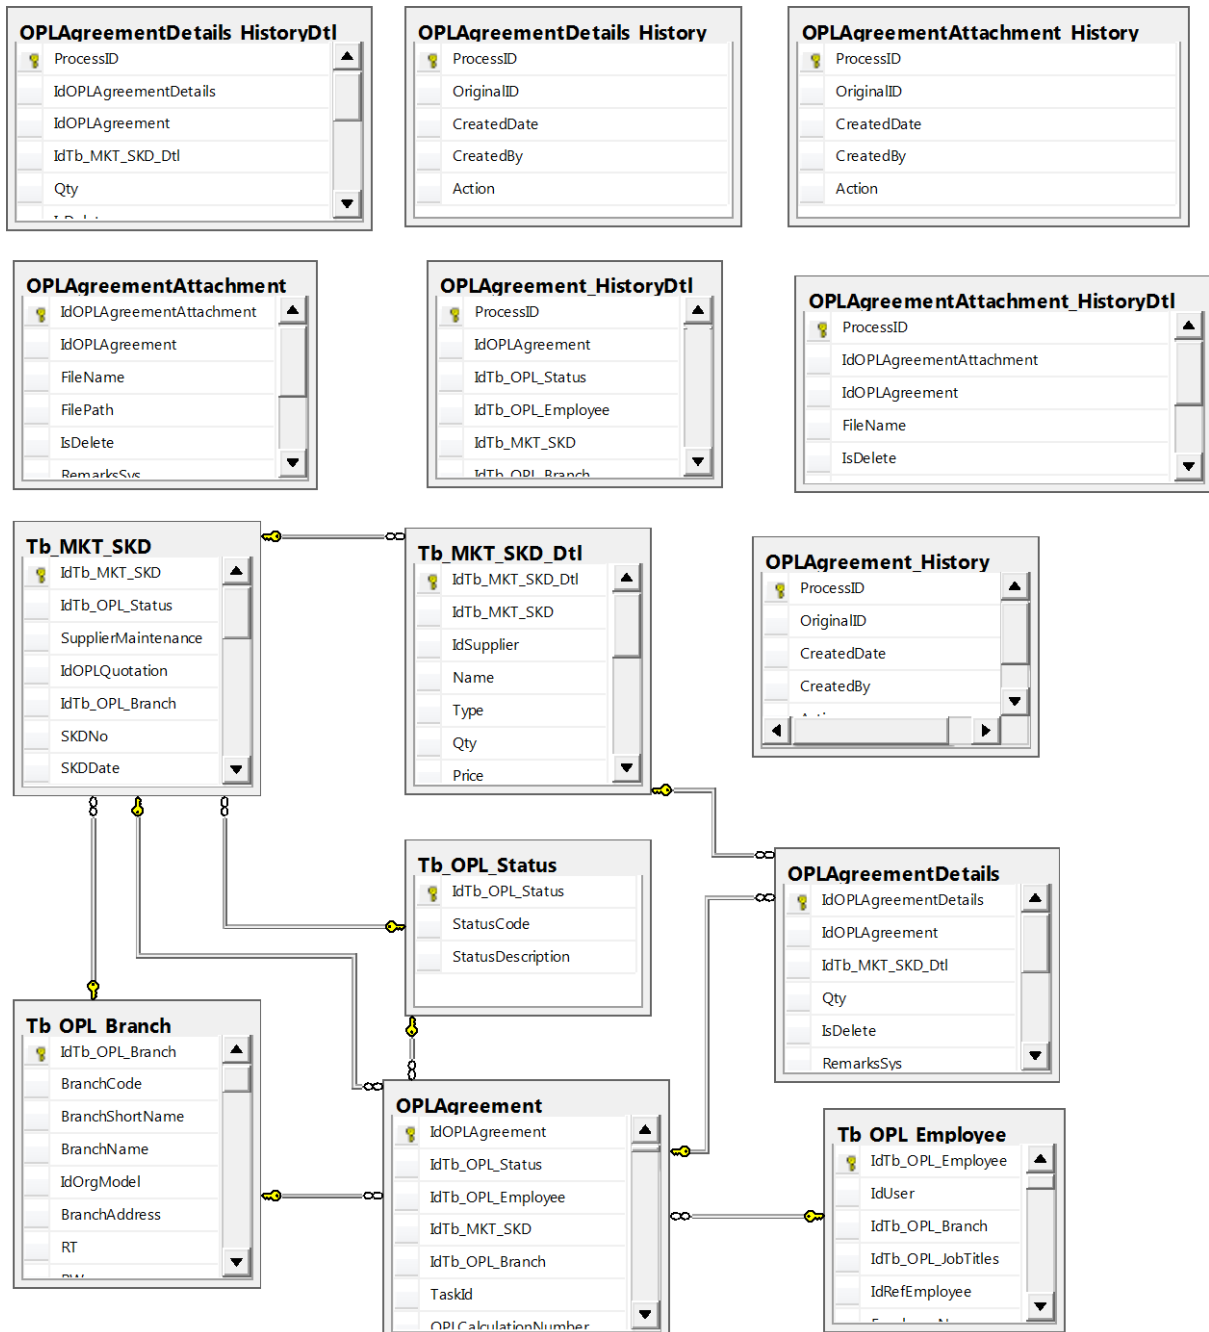 OPLAgreementDetails_HistoryDtl
ProcessID
IdOPLAgreementDetails
IdOPLAgreement
IdTb_MKT_SKD_Dtl
Qty
OPLAgreementDetails_History
ProcessID
OriginalID
CreatedDate
CreatedBy
Action
OPLAgreementAttachment_History
ProcessID
OriginalID
CreatedDate
CreatedBy
Action
OPLAgreementAttachment
IdOPLAgreementAttachment
IdOPLAgreement
FileName
FilePath
IsDelete
RemarksSys
OPLAgreement_HistoryDtl
ProcessID
IdOPLAgreement
IdTb_OPL_Status
IdTb_OPL_Employee
IdTb_MKT_SKD
IdTb_OPL_Branch
OPLAgreementAttachment_HistoryDtl
ProcessID
IdOPLAgreementAttachment
IdOPLAgreement
FileName
IsDelete
Tb_MKT_SKD
IdTb_MKT_SKD
IdTb_OPL_Status
SupplierMaintenance
IdOPLQuotation
IdTb_OPL_Branch
SKDNo
SKDDate
Tb_MKT_SKD_Dtl
IdTb_MKT_SKD_Dtl
IdTb_MKT_SKD
IdSupplier
Name
Type
Qty
Price
OPLAgreement_History
ProcessID
OriginalID
CreatedDate
CreatedBy
Tb_OPL_Status
IdTb_OPL_Status
StatusCode
StatusDescription
OPLAgreementDetails
IdOPLAgreementDetails
IdOPLAgreement
IdTb_MKT_SKD_Dtl
Qty
IsDelete
RemarksSys
Tb_OPL_Branch
IdTb_OPL_Branch
BranchCode
BranchShortName
BranchName
IdOrgModel
BranchAddress
RT
OPLAgreement
IdOPLAgreement
IdTb_OPL_Status
IdTb_OPL_Employee
IdTb_MKT_SKD
IdTb_OPL_Branch
TaskId
OPLCalculationNumber
Tb_OPL_Employee
IdTb_OPL_Employee
IdUser
IdTb_OPL_Branch
IdTb_OPL_JobTitles
IdRefEmployee